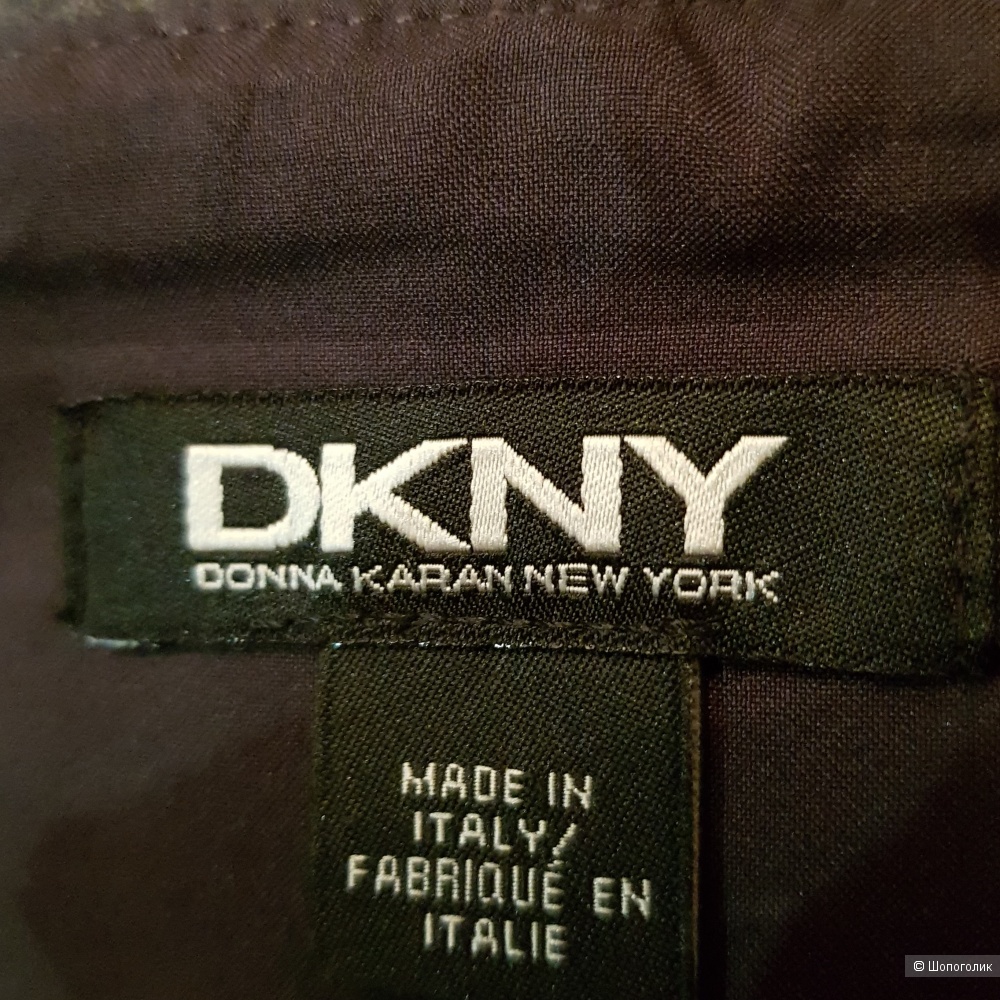 DKNY
DONNA KARAN NEW YORK
MADE IN
ITALY/
FABRIQUÉ EN
ITALIE
© Шопоголик